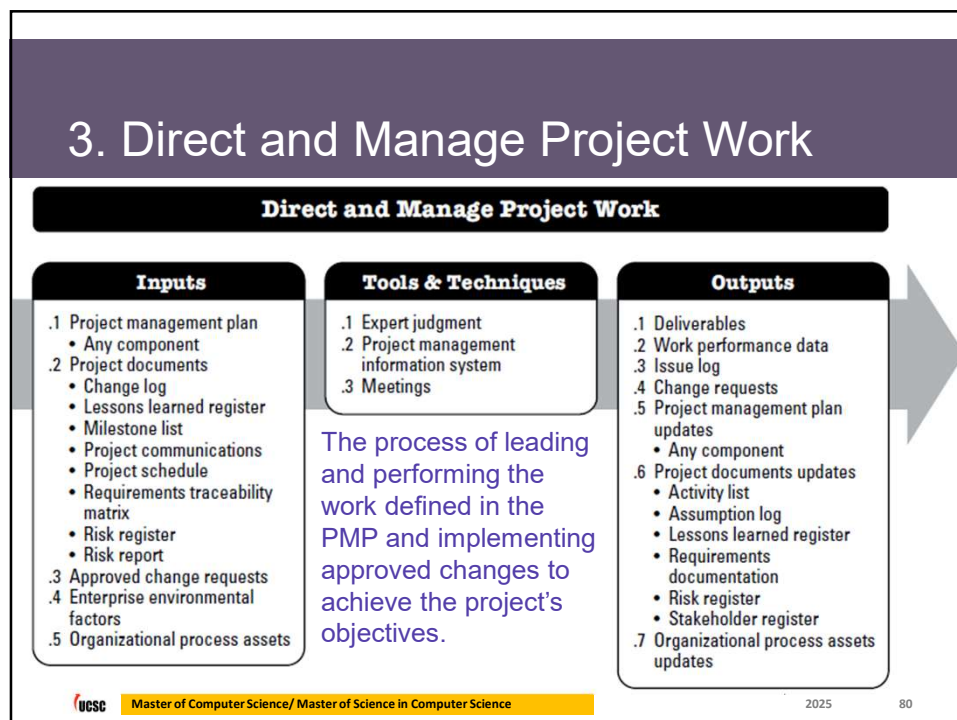 3. Direct and Manage Project Work
Direct and Manage Project Work
Inputs
.1 Project management plan
• Any component
.2 Project documents
• Change log
• Lessons learned register
• Milestone list
• Project communications
• Project schedule
• Requirements traceability
matrix
• Risk register
• Risk report
.3 Approved change requests
.4 Enterprise environmental
factors
.5 Organizational process assets
Tools & Techniques
.1 Expert judgment
.2 Project management
information system
.3 Meetings
The process of leading
and performing the
work defined in the
PMP and implementing
approved changes to
achieve the project's
objectives.
Outputs
.1 Deliverables
.2 Work performance data
.3 Issue log
.4 Change requests
.5 Project management plan
updates
• Any component
.6 Project documents updates
• Activity list
• Assumption log
• Lessons learned register
• Requirements
documentation
• Risk register
• Stakeholder register
.7 Organizational process assets
updates
UCSC Master of Computer Science/ Master of Science in Computer Science 2025 80